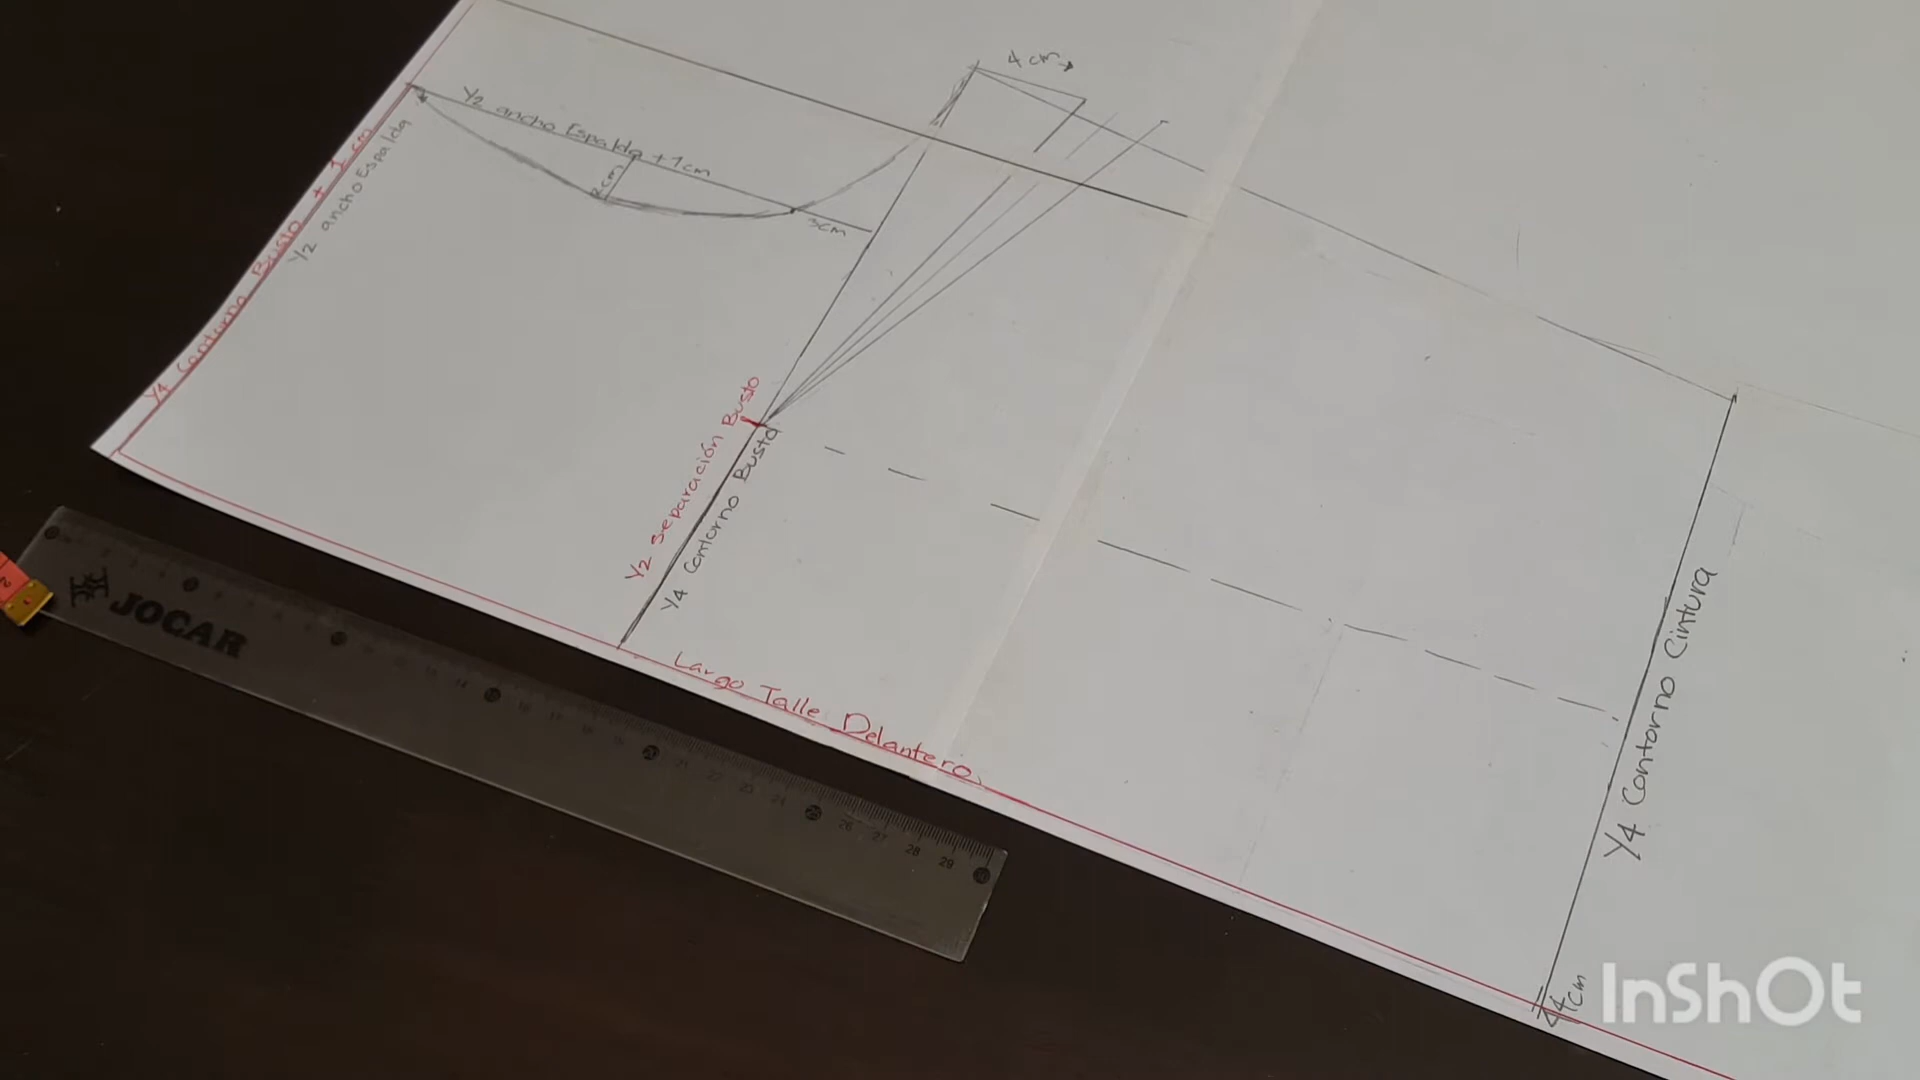 4 cm
1/2 ancho Espalda + 1cm
2cm
3cm
1/4 Contorno Busto + 1 cm
1/2 ancho Espalda
1/2 separación Busto
1/4 Contorno Busto
Largo Talle Delantero
1/4 Contorno Cintura
1cm
JOCAR
InShOt